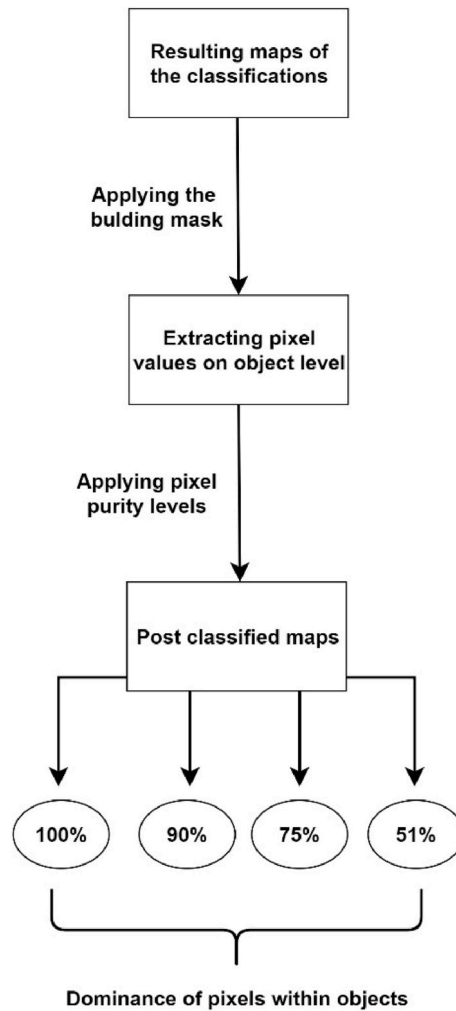 Resulting maps of
the classifications
Applying the
bulding mask
Extracting pixel
values on object level
Applying pixel
purity levels
Post classified maps
100%
90%
75%
51%
Dominance of pixels within objects